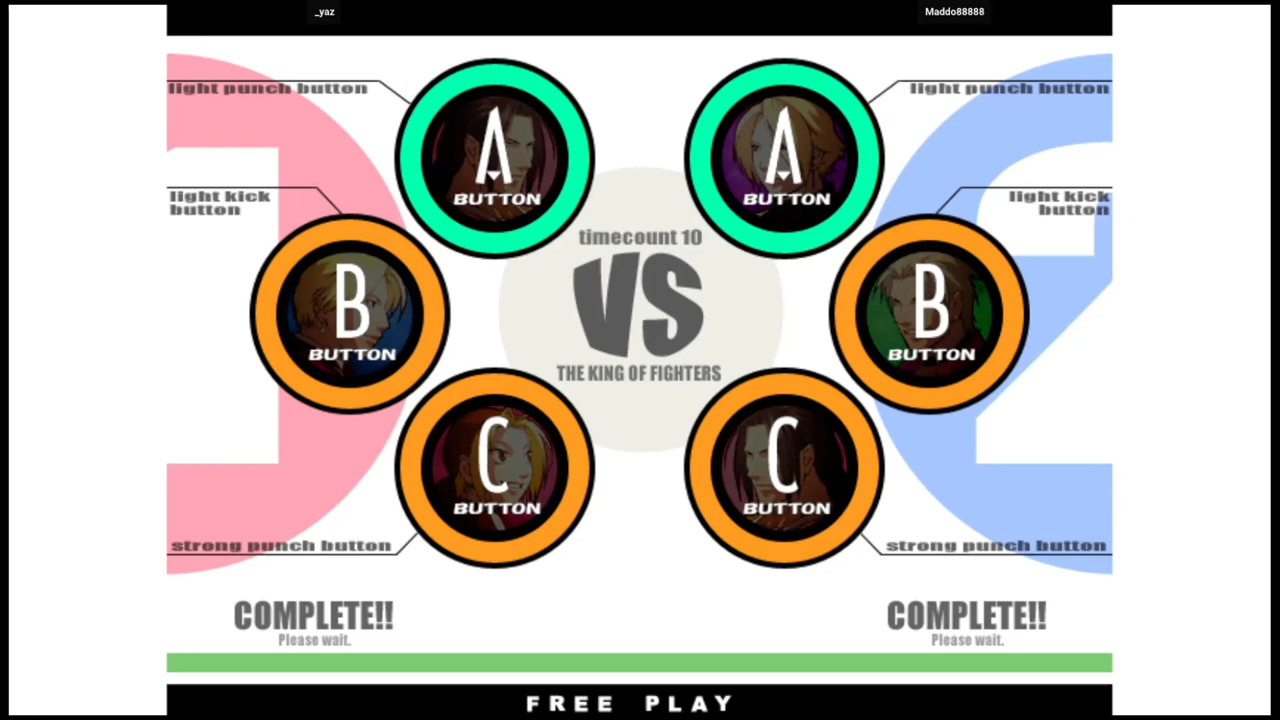 _yaz
Maddo88888
light punch button
A
BUTTON
light kick
button
B
BUTTON
C
BUTTON
strong punch button
COMPLETE!!
Please wait.
timecount 10
VS
THE KING OF FIGHTERS
light punch button
A
BUTTON
light kick
button
B
BUTTON
C
BUTTON
strong punch button
COMPLETE!!
Please wait.
1
2
FREE PLAY